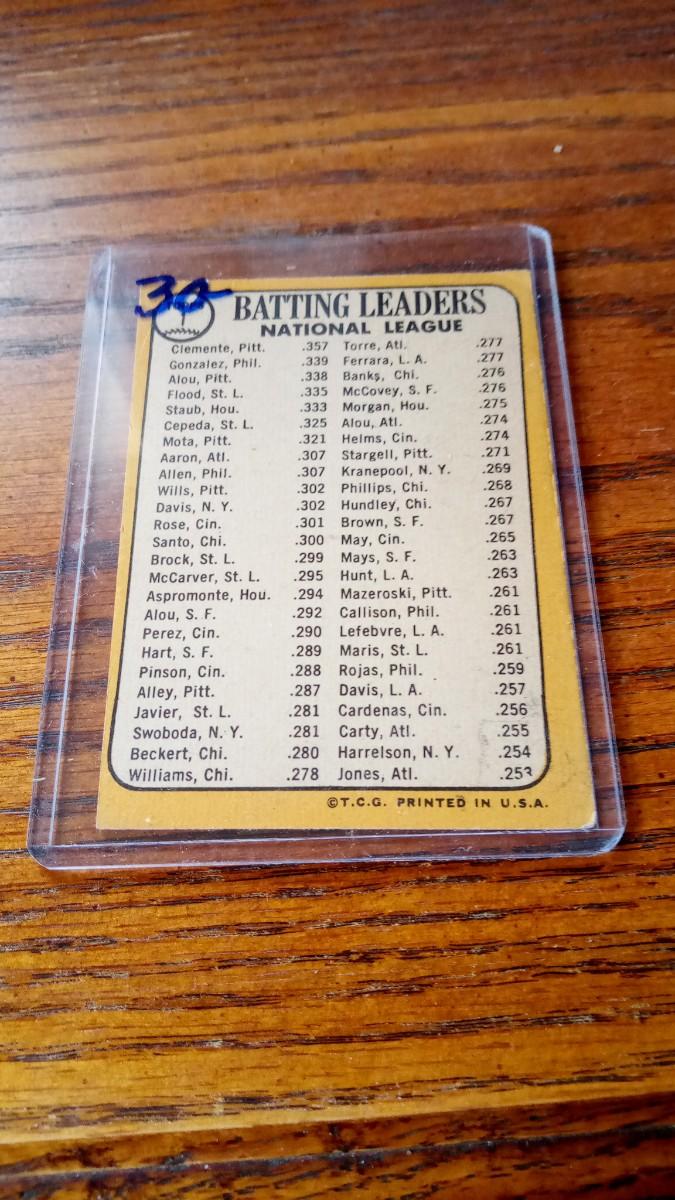 30
BATTING LEADERS
NATIONAL LEAGUE
Clemente, Pitt. .357 Torre, Atl. .277
Gonzalez, Phil. .339 Ferrara, L. A. .277
Alou, Pitt. .338 Banks, Chi. .276
Flood, St. L. .335 McCovey, S. F. .276
Staub, Hou. .333 Morgan, Hou. .275
Cepeda, St. L. .325 Alou, Atl. .274
Mota, Pitt. .321 Helms, Cin. .274
Aaron, Atl. .307 Stargell, Pitt. .271
Allen, Phil. .307 Kranepool, N. Y. .269
Wills, Pitt. .302 Phillips, Chi. .268
Davis, N. Y. .302 Hundley, Chi. .267
Rose, Cin. .301 Brown, S. F. .267
Santo, Chi. .300 May, Cin. .265
Brock, St. L. .299 Mays, S. F. .263
McCarver, St. L. .295 Hunt, L. A. .263
Aspromonte, Hou. .294 Mazeroski, Pitt. .261
Alou, S. F. .292 Callison, Phil. .261
Perez, Cin. .290 Lefebvre, L. A. .261
Hart, S. F. .289 Maris, St. L. .261
Pinson, Cin. .288 Rojas, Phil. .259
Alley, Pitt. .287 Davis, L. A. .257
Javier, St. L. .281 Cardenas, Cin. .256
Swoboda, N. Y. .281 Carty, Atl. .255
Beckert, Chi. .280 Harrelson, N. Y. .254
Williams, Chi. .278 Jones, Atl. .253
©T.C.G. PRINTED IN U.S.A.